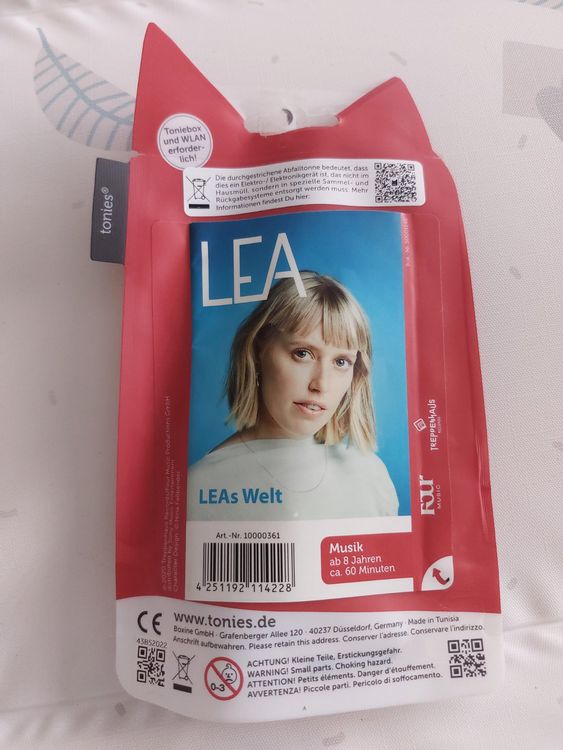 Toniebox
und WLAN
erforder-
lich!
tonies®
Die durchgestrichene Abfalltonne bedeutet, dass
dies ein Elektro-/ Elektronikgerät ist, das nicht im
Hausmüll, sondern in spezielle Sammel- und
Rückgabesysteme entsorgt werden muss. Mehr
Informationen findest Du hier:
LEA
LEAs Welt
TREPPENHAUS
FOUR
MUSIC
Art.-Nr. 10000361
4 251192 114228
Musik
ab 8 Jahren
ca. 60 Minuten
CE
www.tonies.de
Boxine GmbH · Grafenberger Allee 120 · 40237 Düsseldorf, Germany · Made in Tunisia
Anschrift aufbewahren. Please retain this address. Conserver l'adresse. Conservare l'indirizzo.
43BS2022
0-3
ACHTUNG! Kleine Teile, Erstickungsgefahr.
WARNING! Small parts. Choking hazard.
ATTENTION! Petits éléments. Danger d'étouffement.
AVVERTENZA! Piccole parti. Pericolo di soffocamento.